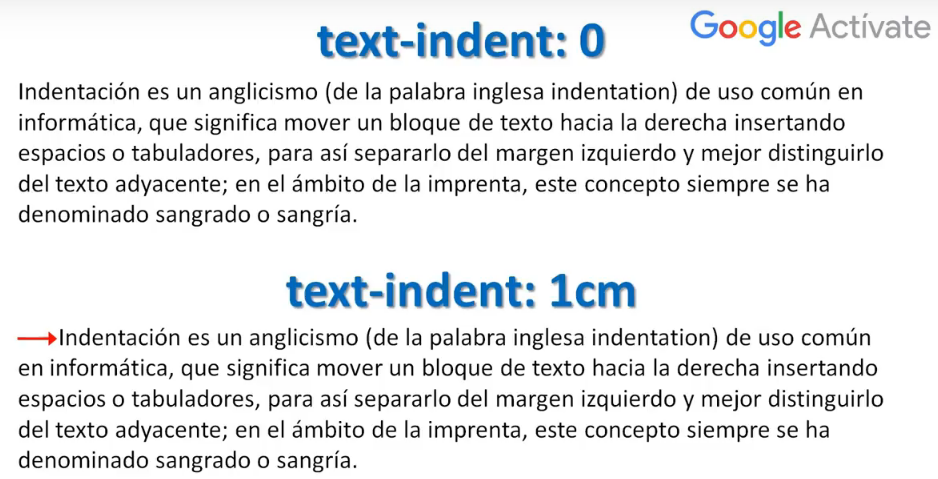 Google Actívate
text-indent: 0
Indentación es un anglicismo (de la palabra inglesa indentation) de uso común en
informática, que significa mover un bloque de texto hacia la derecha insertando
espacios o tabuladores, para así separarlo del margen izquierdo y mejor distinguirlo
del texto adyacente; en el ámbito de la imprenta, este concepto siempre se ha
denominado sangrado o sangría.
text-indent: 1cm
Indentación es un anglicismo (de la palabra inglesa indentation) de uso común
en informática, que significa mover un bloque de texto hacia la derecha insertando
espacios o tabuladores, para así separarlo del margen izquierdo y mejor distinguirlo
del texto adyacente; en el ámbito de la imprenta, este concepto siempre se ha
denominado sangrado o sangría.